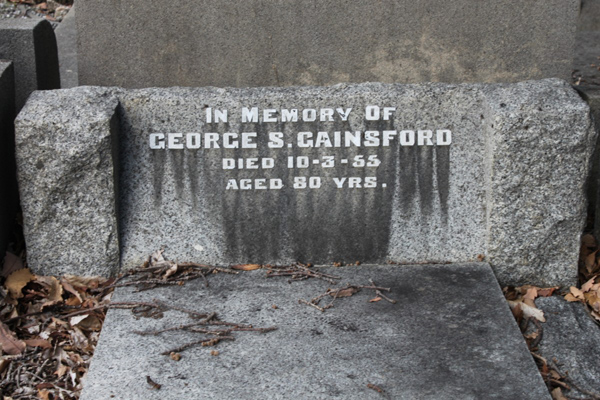 IN MEMORY OF
GEORGE S. GAINSFORD
DIED 10-3-55
AGED 80 YRS.